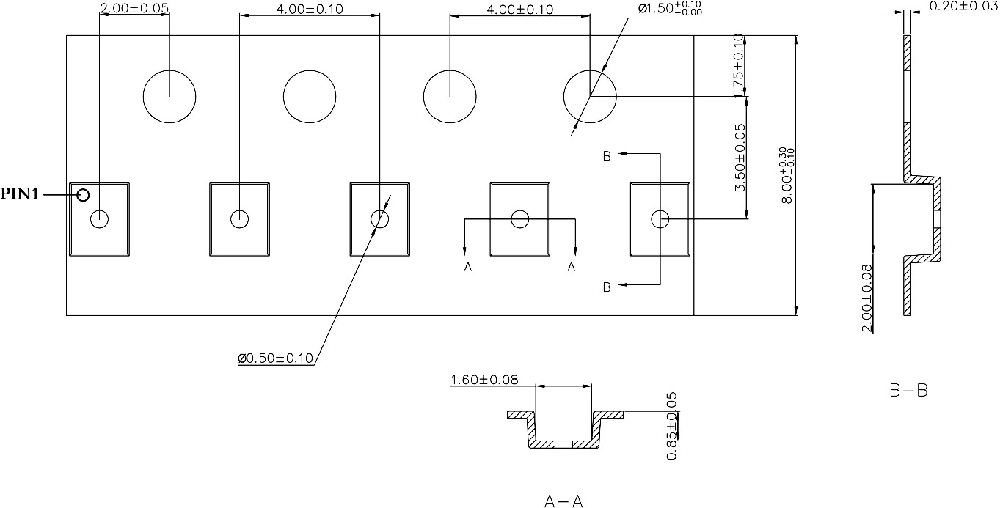 2.00±0.05
4.00±0.10
4.00±0.10
Ø1.50+0.10
−0.00
0.20±0.03
1.75±0.10
3.50±0.05
8.00+0.30
−0.10
B
PIN1
A
A
B
2.00±0.08
Ø0.50±0.10
1.60±0.08
0.85±0.05
B−B
A−A